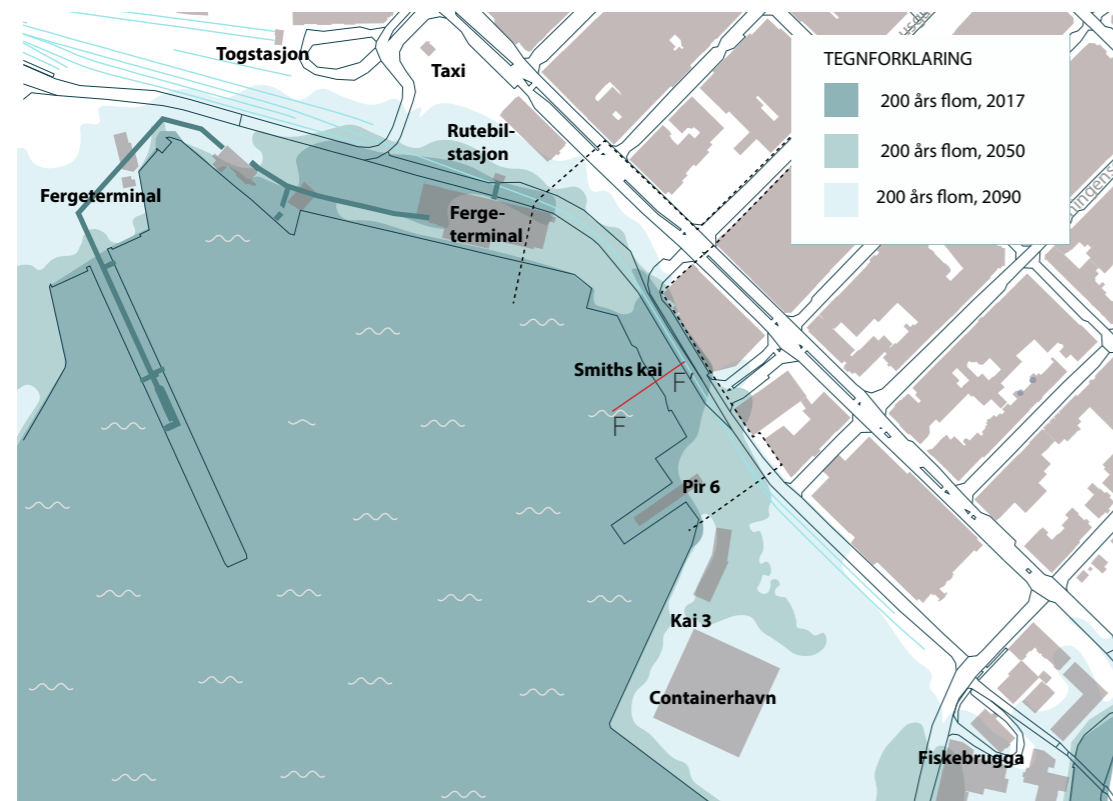 Togstasjon
Taxi
TEGNFORKLARING
200 års flom, 2017
200 års flom, 2050
200 års flom, 2090
Rutebil-
stasjon
Fergeterminal
Ferge-
terminal
Smiths kai
F'
F
Pir 6
Kai 3
Containerhavn
Fiskebrugga